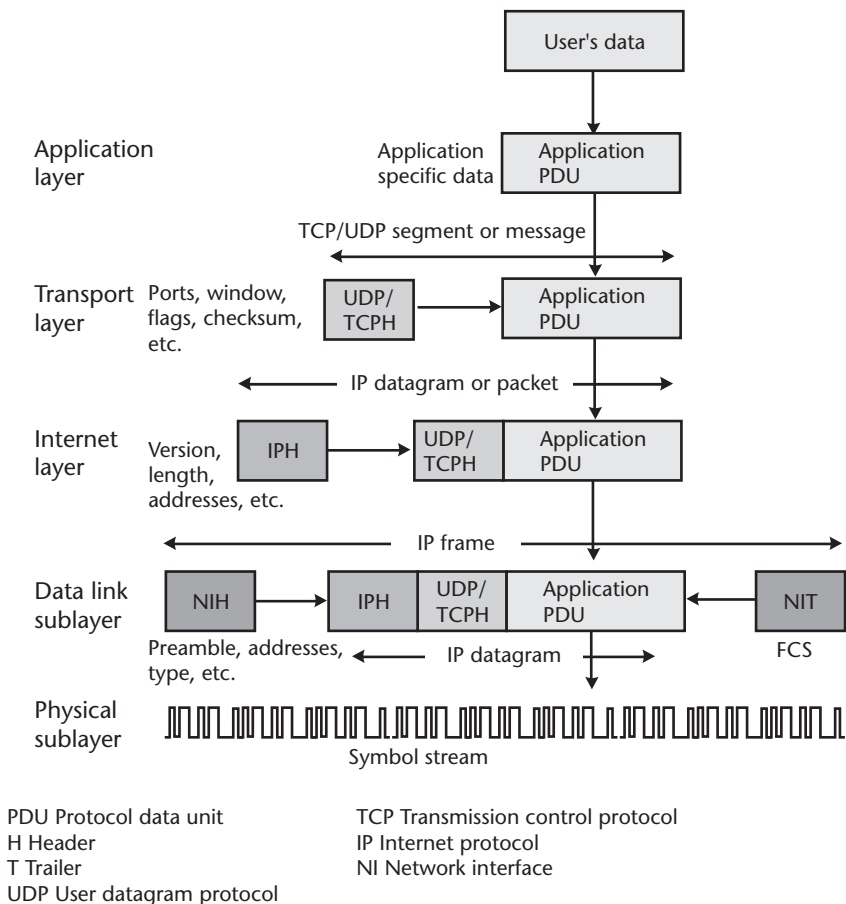 User's data
Application
layer
Application
specific data
Application
PDU
TCP/UDP segment or message
Transport
layer
Ports, window,
flags, checksum,
etc.
UDP/
TCPH
Application
PDU
IP datagram or packet
Internet
layer
Version,
length,
addresses, etc.
IPH
UDP/
TCPH
Application
PDU
IP frame
Data link
sublayer
NIH
IPH
UDP/
TCPH
Application
PDU
NIT
Preamble, addresses,
type, etc.
IP datagram
FCS
Physical
sublayer
Symbol stream
PDU Protocol data unit
H Header
T Trailer
UDP User datagram protocol
TCP Transmission control protocol
IP Internet protocol
NI Network interface